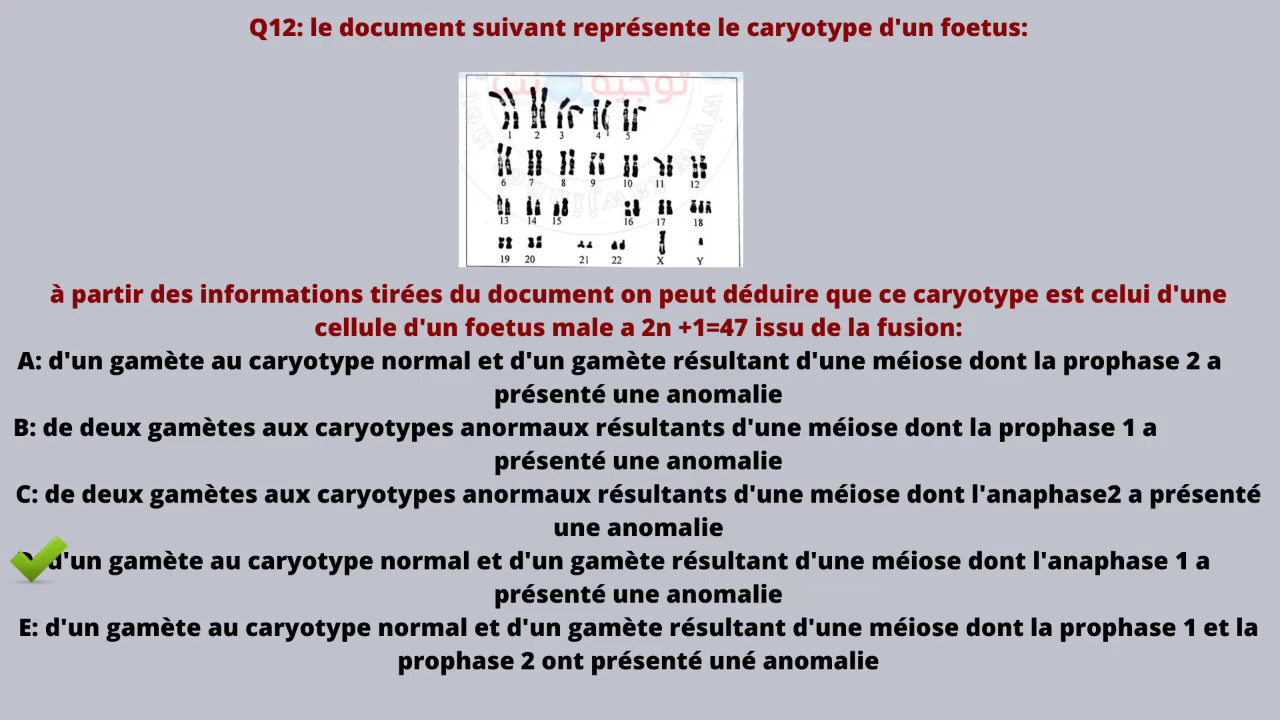 Q12: le document suivant représente le caryotype d'un foetus:
توجيه نت
1 2 3 4 5
6 7 8 9 10 11 12
13 14 15 16 17 18
19 20 21 22 X Y
à partir des informations tirées du document on peut déduire que ce caryotype est celui d'une
cellule d'un foetus male a 2n +1=47 issu de la fusion:
A: d'un gamète au caryotype normal et d'un gamète résultant d'une méiose dont la prophase 2 a
présenté une anomalie
B: de deux gamètes aux caryotypes anormaux résultants d'une méiose dont la prophase 1 a
présenté une anomalie
C: de deux gamètes aux caryotypes anormaux résultants d'une méiose dont l'anaphase2 a présenté
une anomalie
d'un gamète au caryotype normal et d'un gamète résultant d'une méiose dont l'anaphase 1 a
présenté une anomalie
E: d'un gamète au caryotype normal et d'un gamète résultant d'une méiose dont la prophase 1 et la
prophase 2 ont présenté uné anomalie